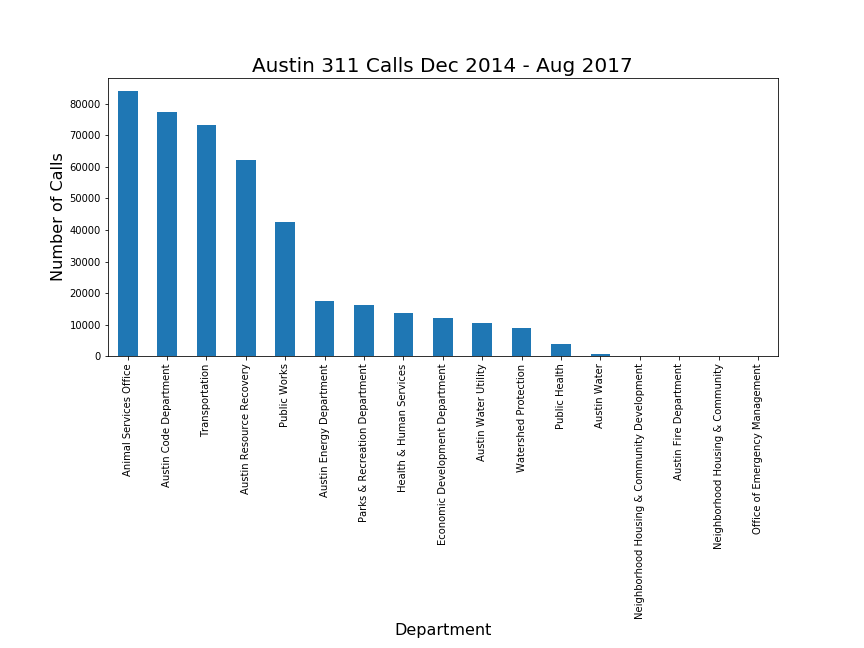 Austin 311 Calls Dec 2014 - Aug 2017
Number of Calls
80000
70000
60000
50000
40000
30000
20000
10000
0
Animal Services Office
Austin Code Department
Transportation
Austin Resource Recovery
Public Works
Austin Energy Department
Parks & Recreation Department
Health & Human Services
Economic Development Department
Austin Water Utility
Watershed Protection
Public Health
Austin Water
Neighborhood Housing & Community Development
Austin Fire Department
Neighborhood Housing & Community
Office of Emergency Management
Department